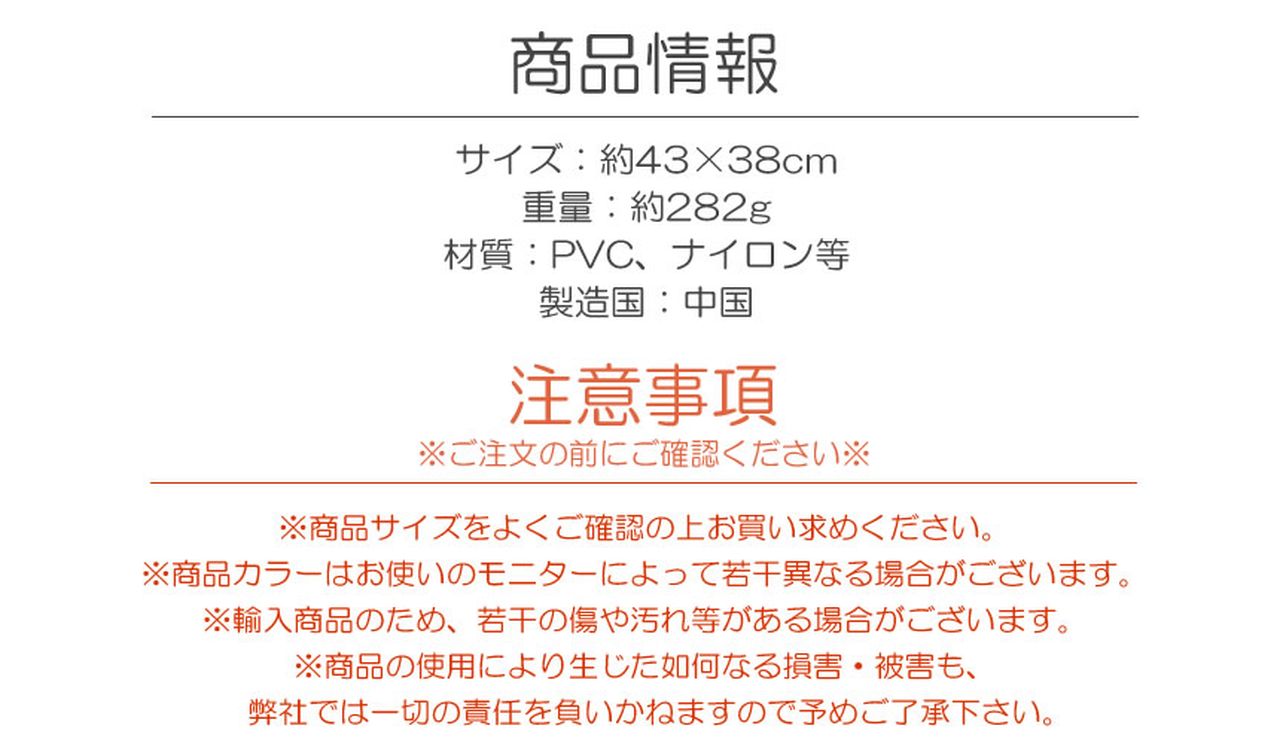 商品情報
サイズ：約43×38cm
重量：約282g
材質：PVC、ナイロン等
製造国：中国
注意事項
※ご注文の前にご確認ください※
※商品サイズをよくご確認の上お買い求めください。
※商品カラーはお使いのモニターによって若干異なる場合がございます。
※輸入商品のため、若干の傷や汚れ等がある場合がございます。
※商品の使用により生じた如何なる損害・被害も、
弊社では一切の責任を負いかねますので予めご了承下さい。